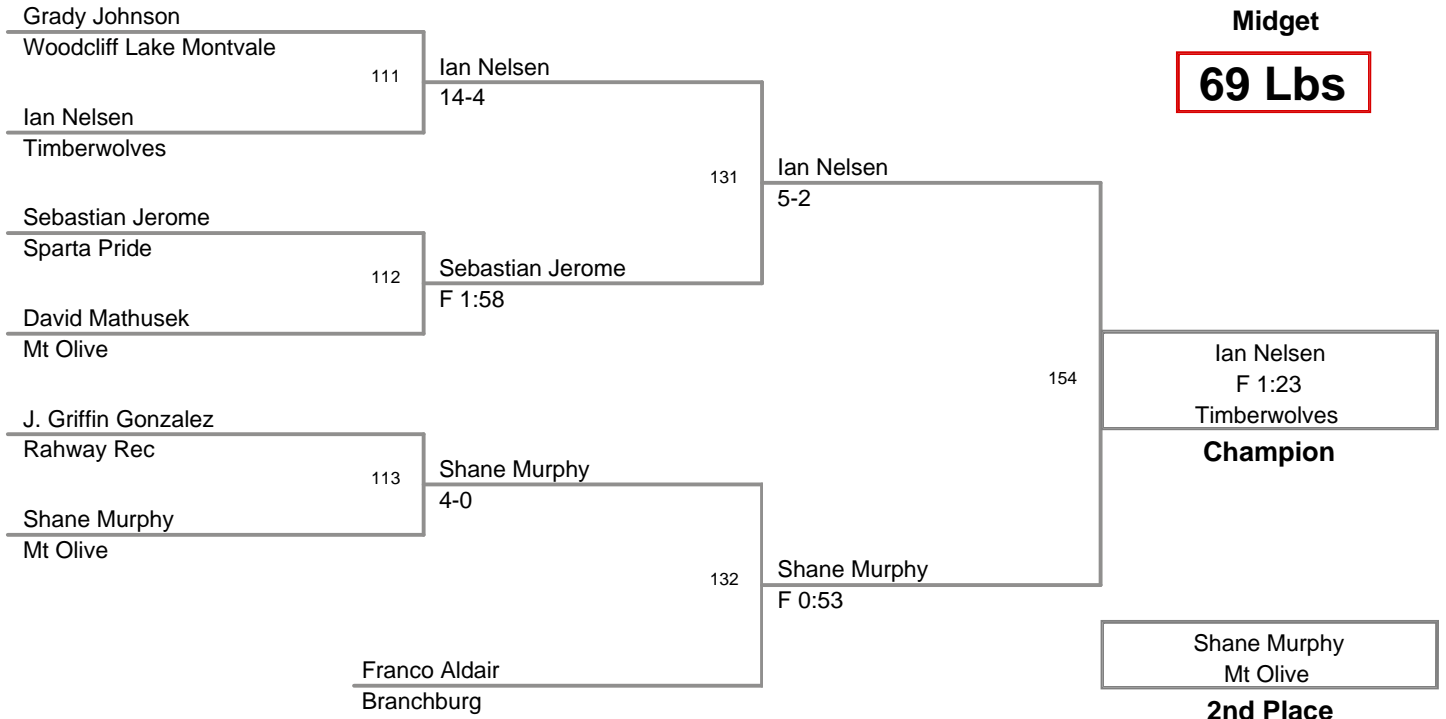 Grady Johnson
Woodcliff Lake Montvale
111
Ian Nelsen
14-4
Ian Nelsen
Timberwolves
131
Ian Nelsen
5-2
Sebastian Jerome
Sparta Pride
112
Sebastian Jerome
F 1:58
David Mathusek
Mt Olive
154
J. Griffin Gonzalez
Rahway Rec
113
Shane Murphy
4-0
Shane Murphy
Mt Olive
132
Shane Murphy
F 0:53
Franco Aldair
Branchburg
Midget
69 Lbs
Ian Nelsen
F 1:23
Timberwolves
Champion
Shane Murphy
Mt Olive
2nd Place